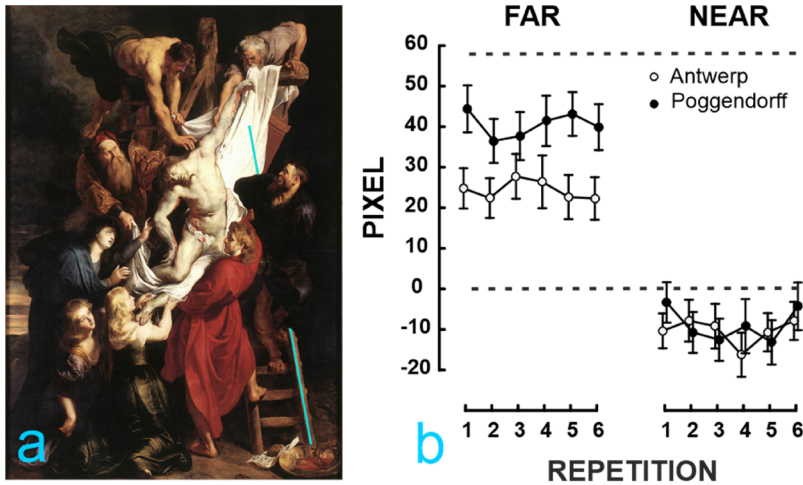 FAR NEAR
60
50
40
30
20
10
0
-10
-20
PIXEL
Antwerp
Poggendorff
1 2 3 4 5 6 1 2 3 4 5 6
REPETITION
a
b